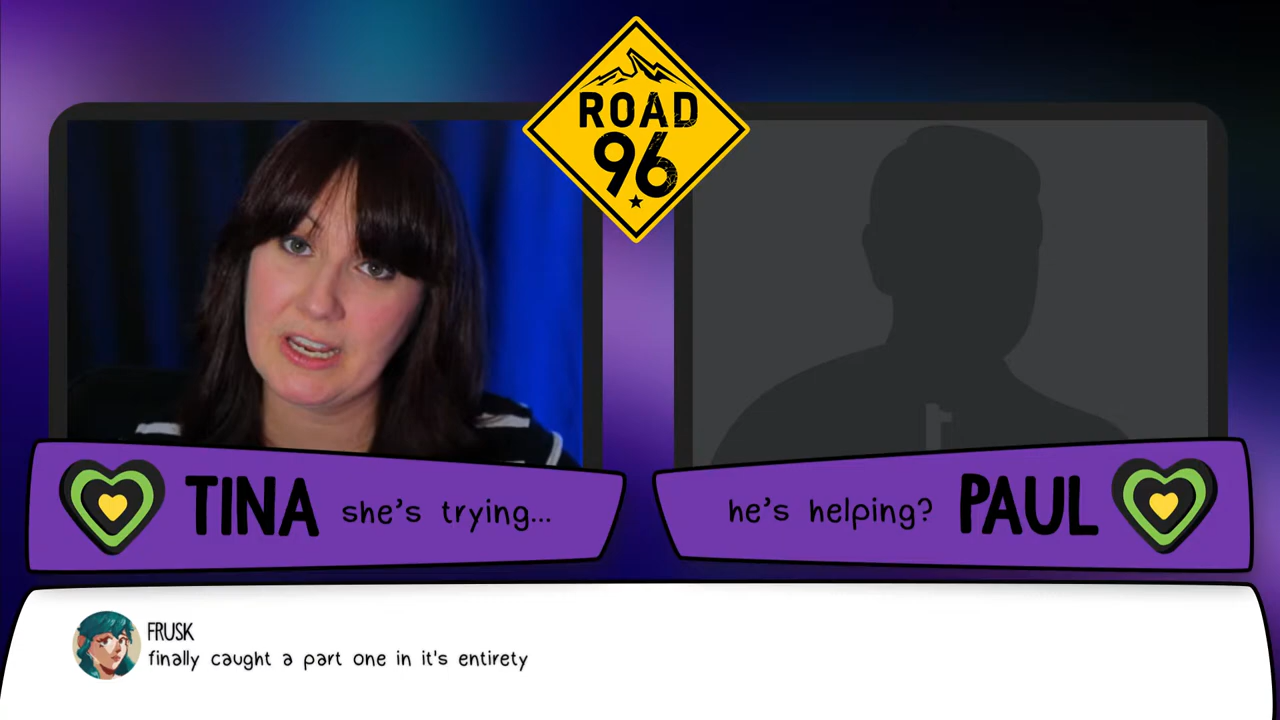 ROAD
96
TINA she's trying...
he's helping? PAUL
FRUSK
finally caught a part one in it's entirety